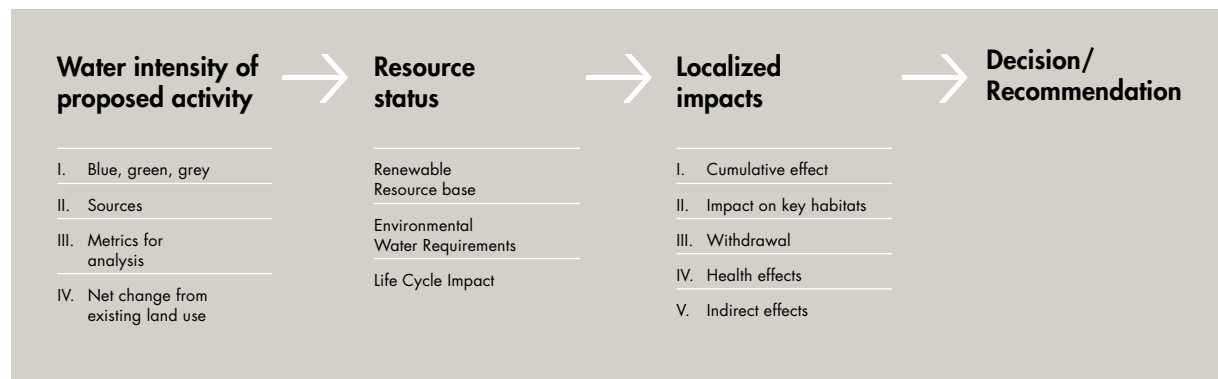 Water intensity of
proposed activity
I. Blue, green, grey
II. Sources
III. Metrics for
analysis
IV. Net change from
existing land use
Resource
status
Renewable
Resource base
Environmental
Water Requirements
Life Cycle Impact
Localized
impacts
I. Cumulative effect
II. Impact on key habitats
III. Withdrawal
IV. Health effects
V. Indirect effects
Decision/
Recommendation